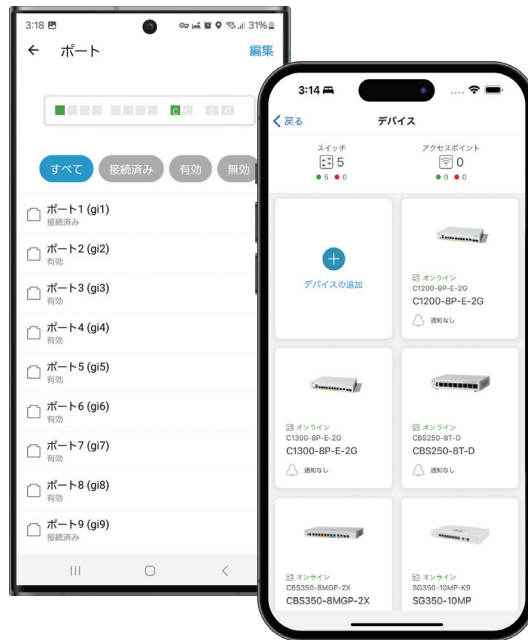 3:18
31%
ポート
編集
C
C
C
C
すべて
接続済み
有効
無効
ポート1 (gi1)
接続済み
ポート2 (gi2)
有効
ポート3 (gi3)
有効
ポート4 (gi4)
有効
ポート5 (gi5)
有効
ポート6 (gi6)
有効
ポート7 (gi7)
有効
ポート8 (gi8)
有効
ポート9 (gi9)
接続済み
3:14
戻る
デバイス
スイッチ
5
5 0
アクセスポイント
0
0 0
デバイスの追加
オンライン
C1200-8P-E-2G
C1200-8P-E-2G
通知なし
オンライン
C1300-8P-E-2G
C1300-8P-E-2G
通知なし
オンライン
CBS250-8T-D
CBS250-8T-D
通知なし
オンライン
CBS350-8MGP-2X
CBS350-8MGP-2X
オンライン
SG350-10MP-K9
SG350-10MP